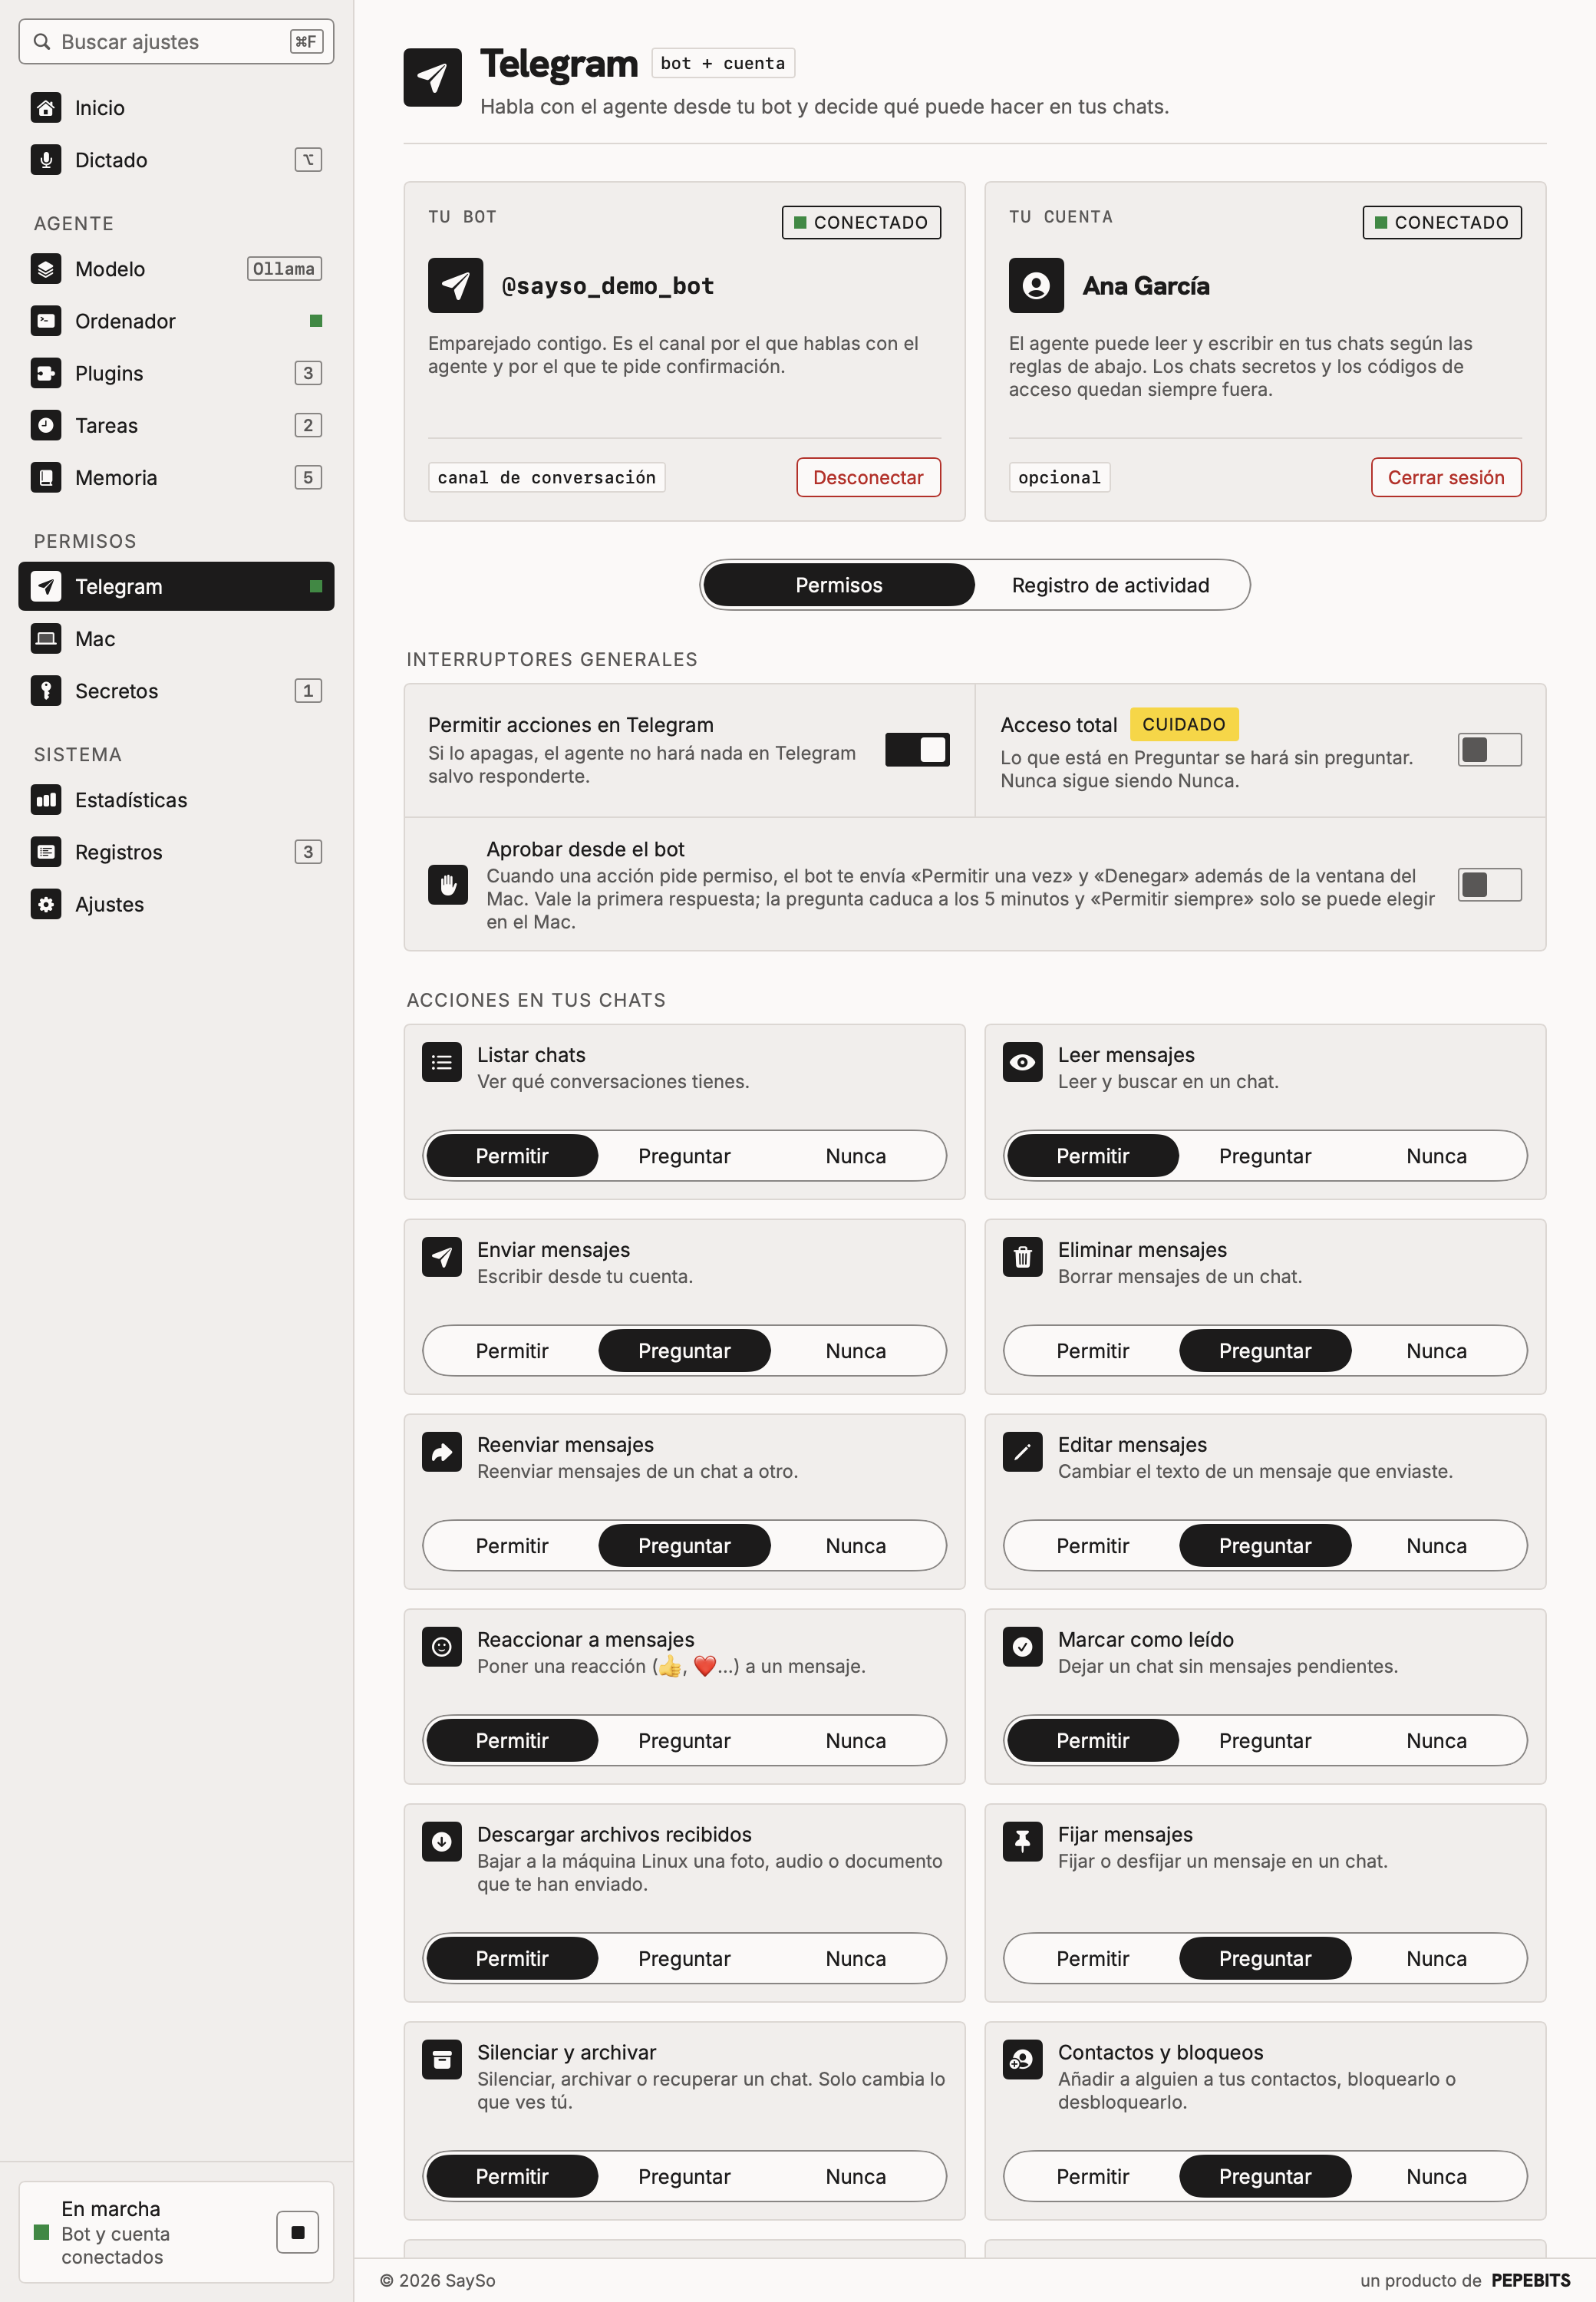 Buscar ajustes ⌘F
Inicio
Dictado ⌥
AGENTE
Modelo Ollama
Ordenador
Plugins 3
Tareas 2
Memoria 5
PERMISOS
Telegram
Mac
Secretos 1
SISTEMA
Estadísticas
Registros 3
Ajustes
En marcha
Bot y cuenta
conectados
Telegram bot + cuenta
Habla con el agente desde tu bot y decide qué puede hacer en tus chats.
TU BOT CONECTADO
@sayso_demo_bot
Emparejado contigo. Es el canal por el que hablas con el
agente y por el que te pide confirmación.
canal de conversación Desconectar
TU CUENTA CONECTADO
Ana García
El agente puede leer y escribir en tus chats según las
reglas de abajo. Los chats secretos y los códigos de
acceso quedan siempre fuera.
opcional Cerrar sesión
Permisos Registro de actividad
INTERRUPTORES GENERALES
Permitir acciones en Telegram
Si lo apagas, el agente no hará nada en Telegram
salvo responderte.
Acceso total CUIDADO
Lo que está en Preguntar se hará sin preguntar.
Nunca sigue siendo Nunca.
Aprobar desde el bot
Cuando una acción pide permiso, el bot te envía «Permitir una vez» y «Denegar» además de la ventana del
Mac. Vale la primera respuesta; la pregunta caduca a los 5 minutos y «Permitir siempre» solo se puede elegir
en el Mac.
ACCIONES EN TUS CHATS
Listar chats
Ver qué conversaciones tienes.
Permitir Preguntar Nunca
Leer mensajes
Leer y buscar en un chat.
Permitir Preguntar Nunca
Enviar mensajes
Escribir desde tu cuenta.
Permitir Preguntar Nunca
Eliminar mensajes
Borrar mensajes de un chat.
Permitir Preguntar Nunca
Reenviar mensajes
Reenviar mensajes de un chat a otro.
Permitir Preguntar Nunca
Editar mensajes
Cambiar el texto de un mensaje que enviaste.
Permitir Preguntar Nunca
Reaccionar a mensajes
Poner una reacción (👍, ❤️...) a un mensaje.
Permitir Preguntar Nunca
Marcar como leído
Dejar un chat sin mensajes pendientes.
Permitir Preguntar Nunca
Descargar archivos recibidos
Bajar a la máquina Linux una foto, audio o documento
que te han enviado.
Permitir Preguntar Nunca
Fijar mensajes
Fijar o desfijar un mensaje en un chat.
Permitir Preguntar Nunca
Silenciar y archivar
Silenciar, archivar o recuperar un chat. Solo cambia lo
que ves tú.
Permitir Preguntar Nunca
Contactos y bloqueos
Añadir a alguien a tus contactos, bloquearlo o
desbloquearlo.
Permitir Preguntar Nunca
© 2026 SaySo
un producto de PEPEBITS